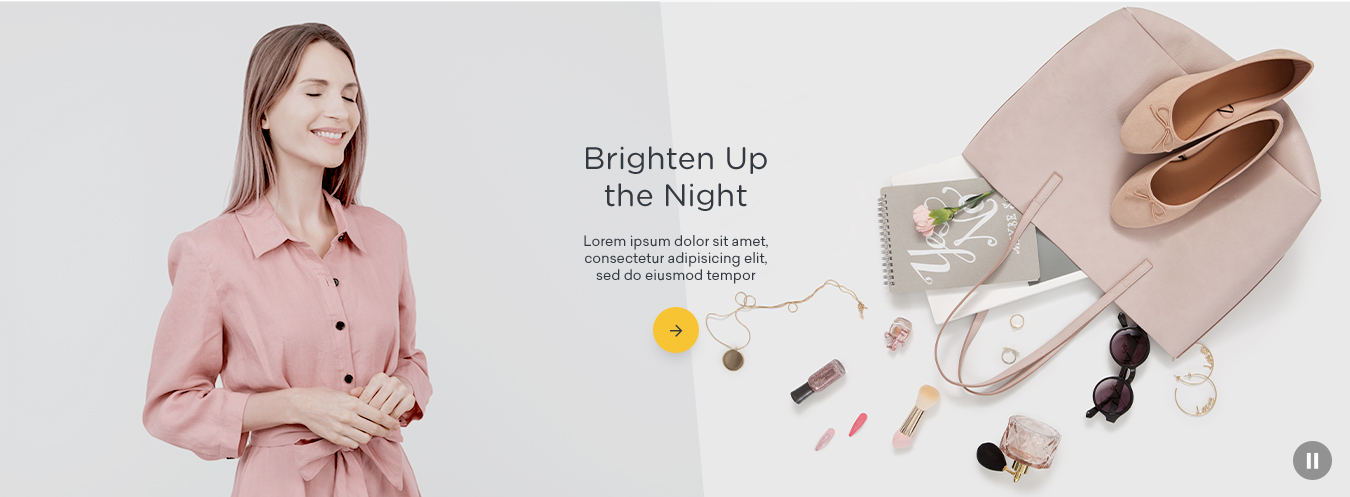 Brighten Up
the Night
Lorem ipsum dolor sit amet,
consectetur adipisicing elit,
sed do eiusmod tempor